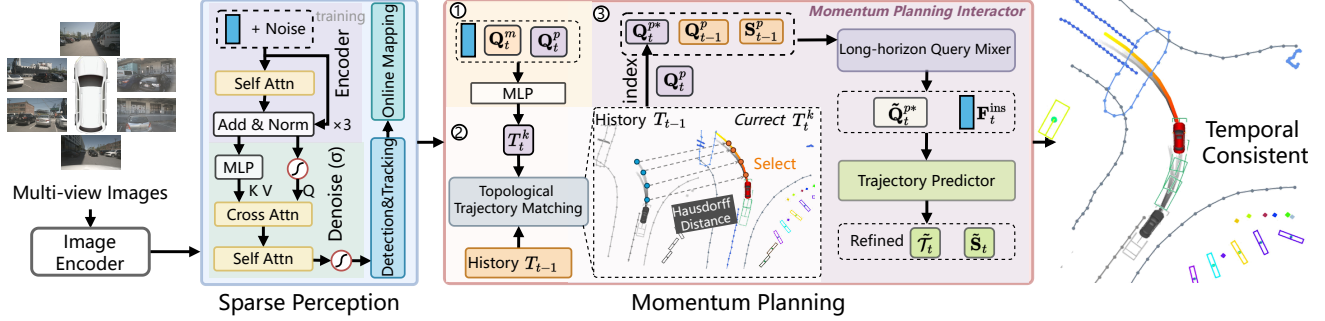 Multi-view Images
Image
Encoder
training
+ Noise
Self Attn
Add & Norm
×3
Encoder
MLP
K V
Q
Cross Attn
Self Attn
Denoise (σ)
Online Mapping
Detection&Tracking
Sparse Perception
①
Q_t^m
Q_t^p
MLP
②
T_t^k
Topological
Trajectory Matching
History T_{t−1}
③
Q_t^{p*}
Q_{t−1}^p
S_{t−1}^p
index
Q_t^p
History T_{t−1}
Currect T_t^k
Select
Hausdorff
Distance
Momentum Planning Interactor
Long-horizon Query Mixer
Q̃_t^{p*}
F_t^{ins}
Trajectory Predictor
Refined
𝒯̃_t
S̃_t
Momentum Planning
Temporal
Consistent